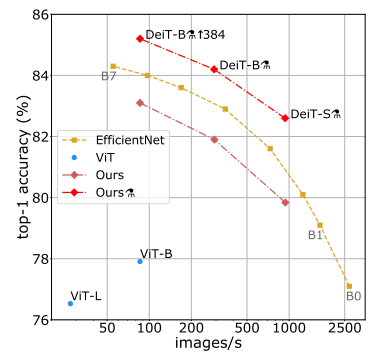 86
84
82
80
78
76
top-1 accuracy (%)
DeiT-B⚗↑384
DeiT-B⚗
DeiT-S⚗
B7
EfficientNet
ViT
Ours
Ours⚗
B1
ViT-B
ViT-L
B0
50 100 200 500 1000 2500
images/s